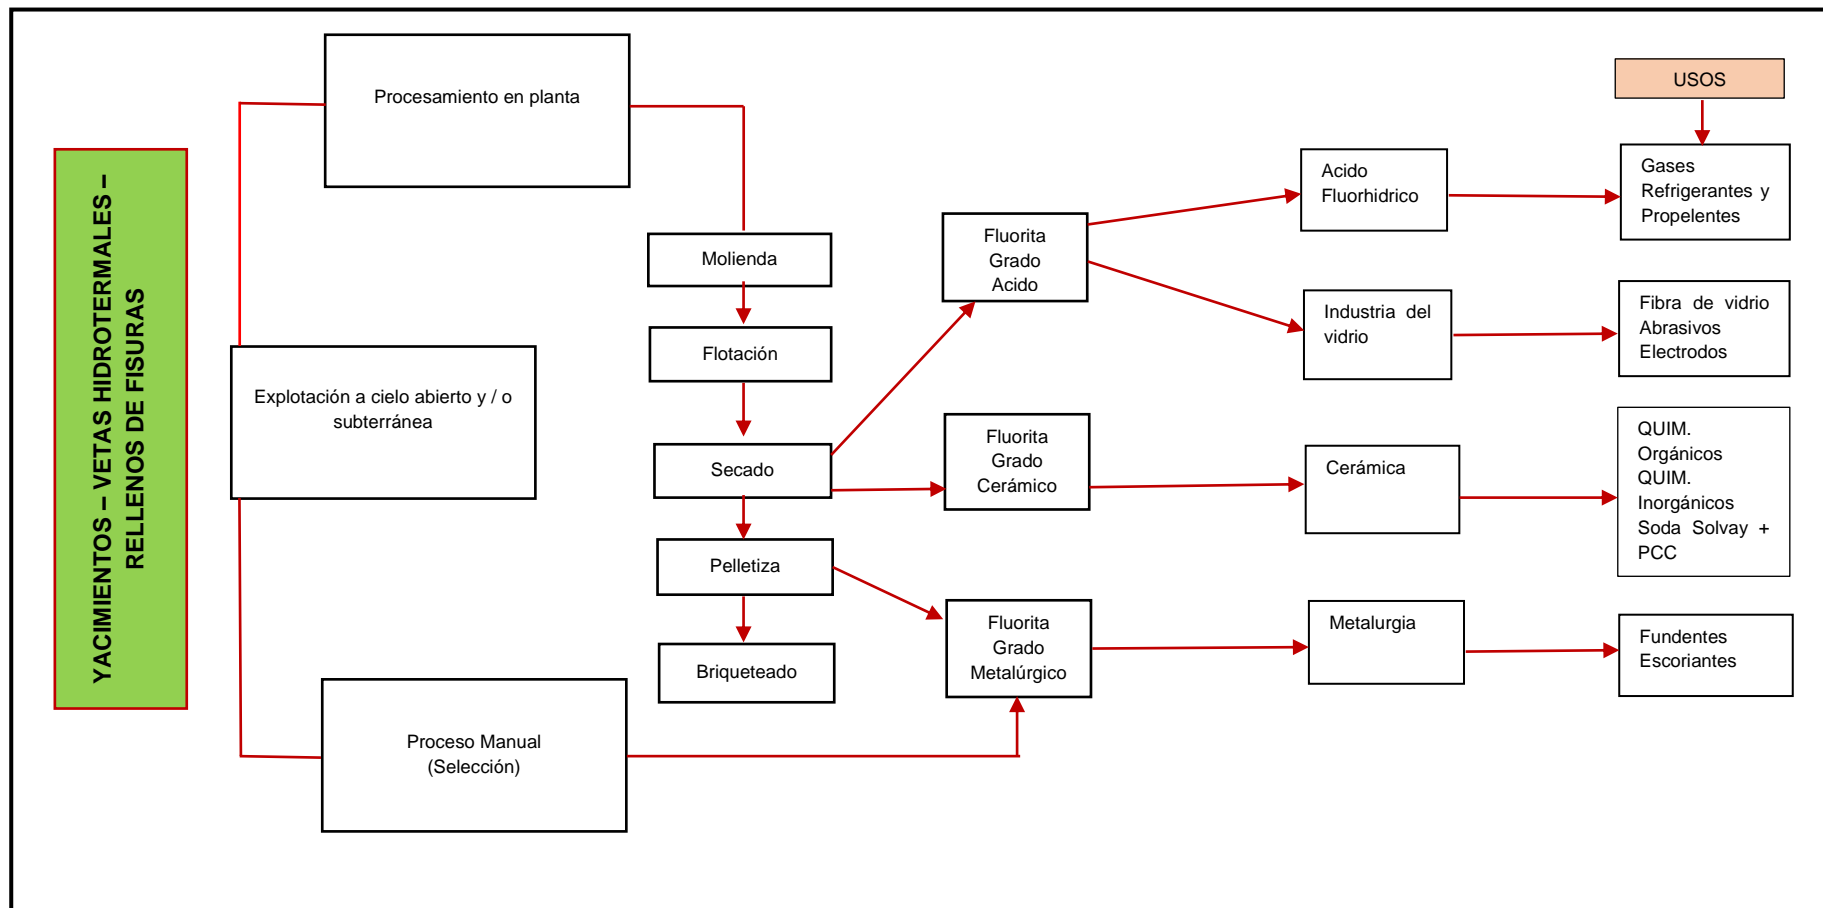 YACIMIENTOS – VETAS HIDROTERMALES –
RELLENOS DE FISURAS
Procesamiento en planta
Explotación a cielo abierto y / o
subterránea
Proceso Manual
(Selección)
Molienda
Flotación
Secado
Pelletiza
Briqueteado
Fluorita
Grado
Acido
Fluorita
Grado
Cerámico
Fluorita
Grado
Metalúrgico
Acido
Fluorhidrico
Industria del
vidrio
Cerámica
Metalurgia
USOS
Gases
Refrigerantes y
Propelentes
Fibra de vidrio
Abrasivos
Electrodos
QUIM.
Orgánicos
QUIM.
Inorgánicos
Soda Solvay +
PCC
Fundentes
Escoriantes